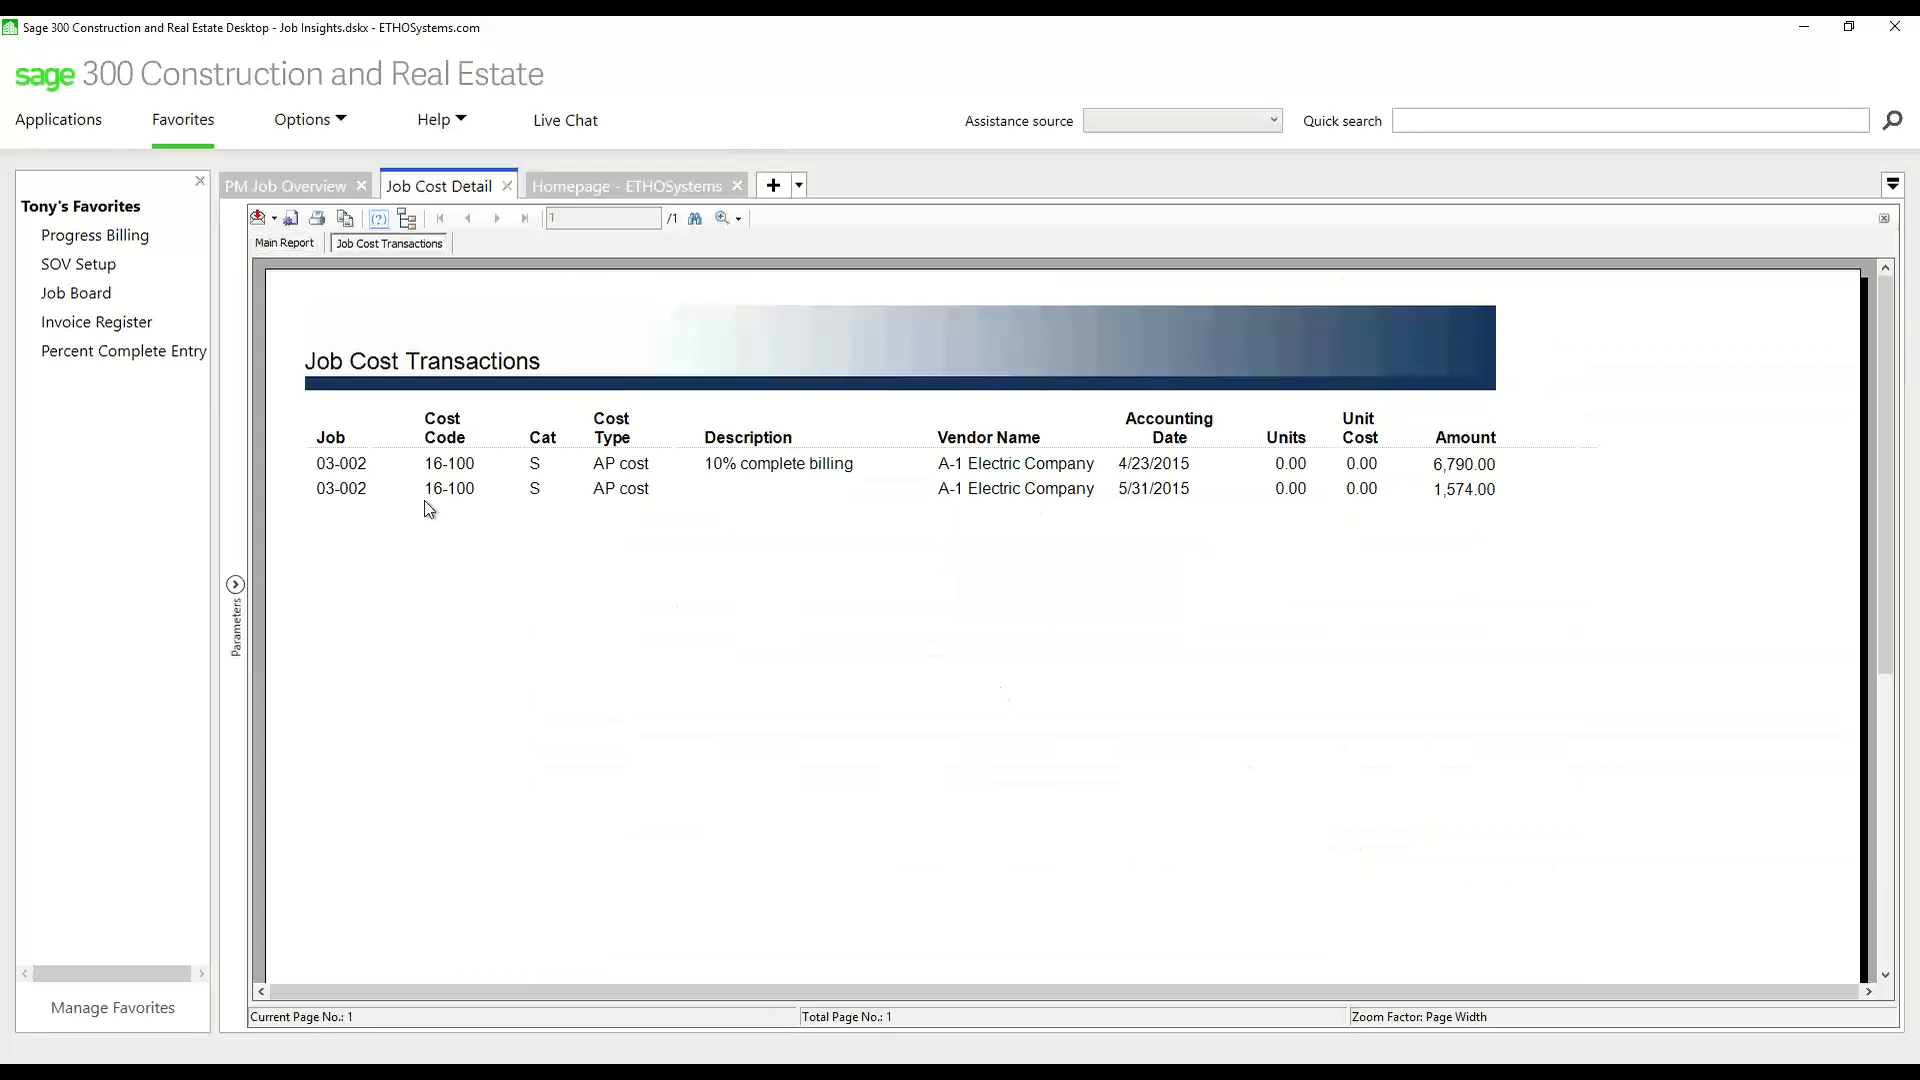 Sage 300 Construction and Real Estate Desktop - Job Insights.dskx - ETHOSystems.com
sage 300 Construction and Real Estate
Applications Favorites Options Help Live Chat Assistance source Quick search
Tony's Favorites
Progress Billing
SOV Setup
Job Board
Invoice Register
Percent Complete Entry
Manage Favorites
PM Job Overview Job Cost Detail Homepage - ETHOSystems
1 /1
Main Report Job Cost Transactions
Parameters
Job Cost Transactions
Cost Cost Accounting Unit
Job Code Cat Type Description Vendor Name Date Units Cost Amount
03-002 16-100 S AP cost 10% complete billing A-1 Electric Company 4/23/2015 0.00 0.00 6,790.00
03-002 16-100 S AP cost A-1 Electric Company 5/31/2015 0.00 0.00 1,574.00
Current Page No.: 1 Total Page No.: 1 Zoom Factor: Page Width